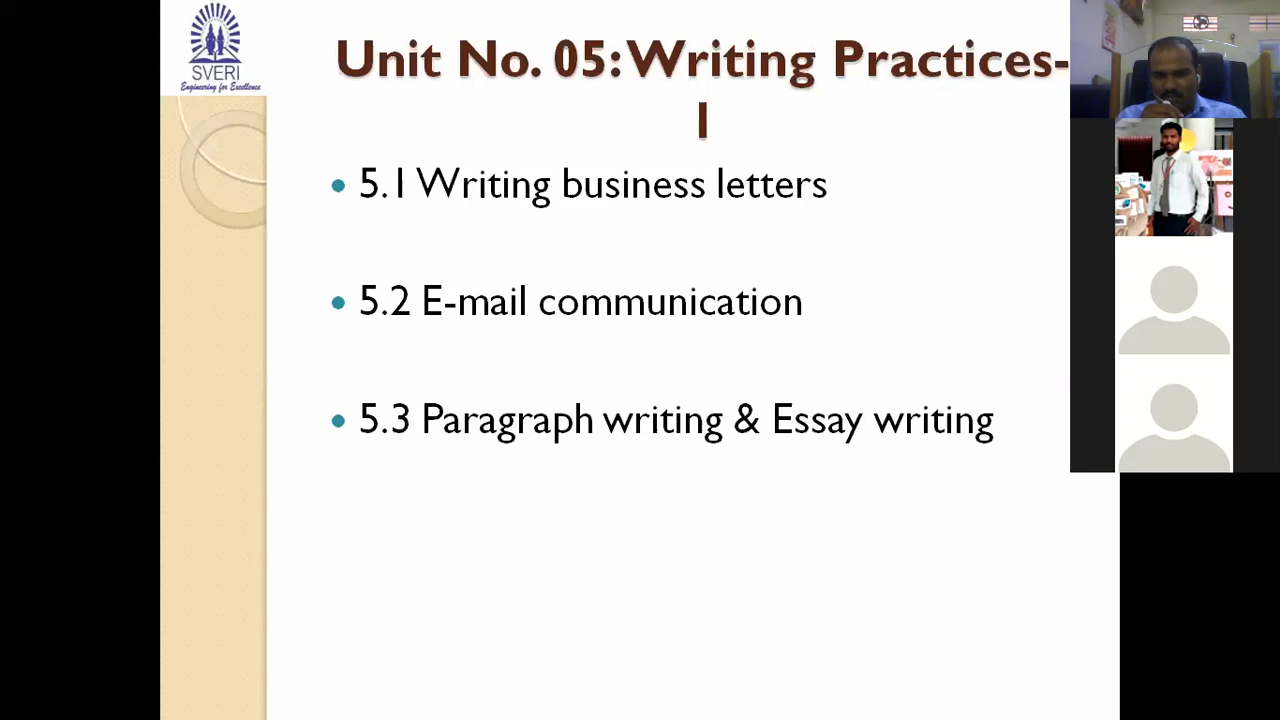 SVERI
Engineering for Excellence
Unit No. 05: Writing Practices-
I
5.1 Writing business letters
5.2 E-mail communication
5.3 Paragraph writing & Essay writing